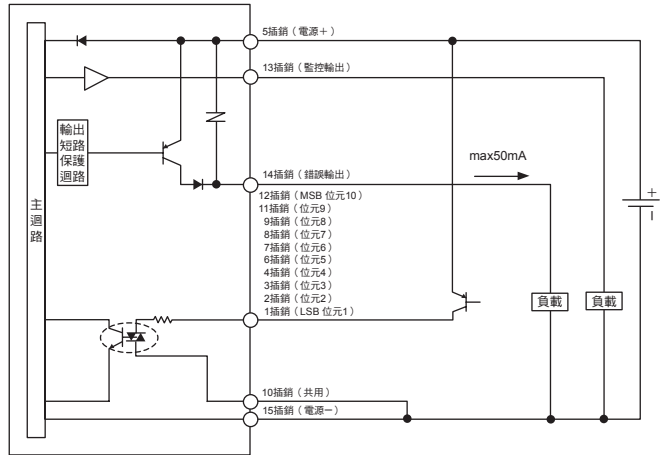 5插銷（電源＋）
13插銷（監控輸出）
輸出
短路
保護
迴路
主
迴
路
14插銷（錯誤輸出）
max50mA
12插銷（MSB 位元10）
11插銷（位元9）
9插銷（位元8）
8插銷（位元7）
7插銷（位元6）
6插銷（位元5）
4插銷（位元4）
3插銷（位元3）
2插銷（位元2）
1插銷（LSB 位元1）
負載
負載
＋
－
10插銷（共用）
15插銷（電源－）